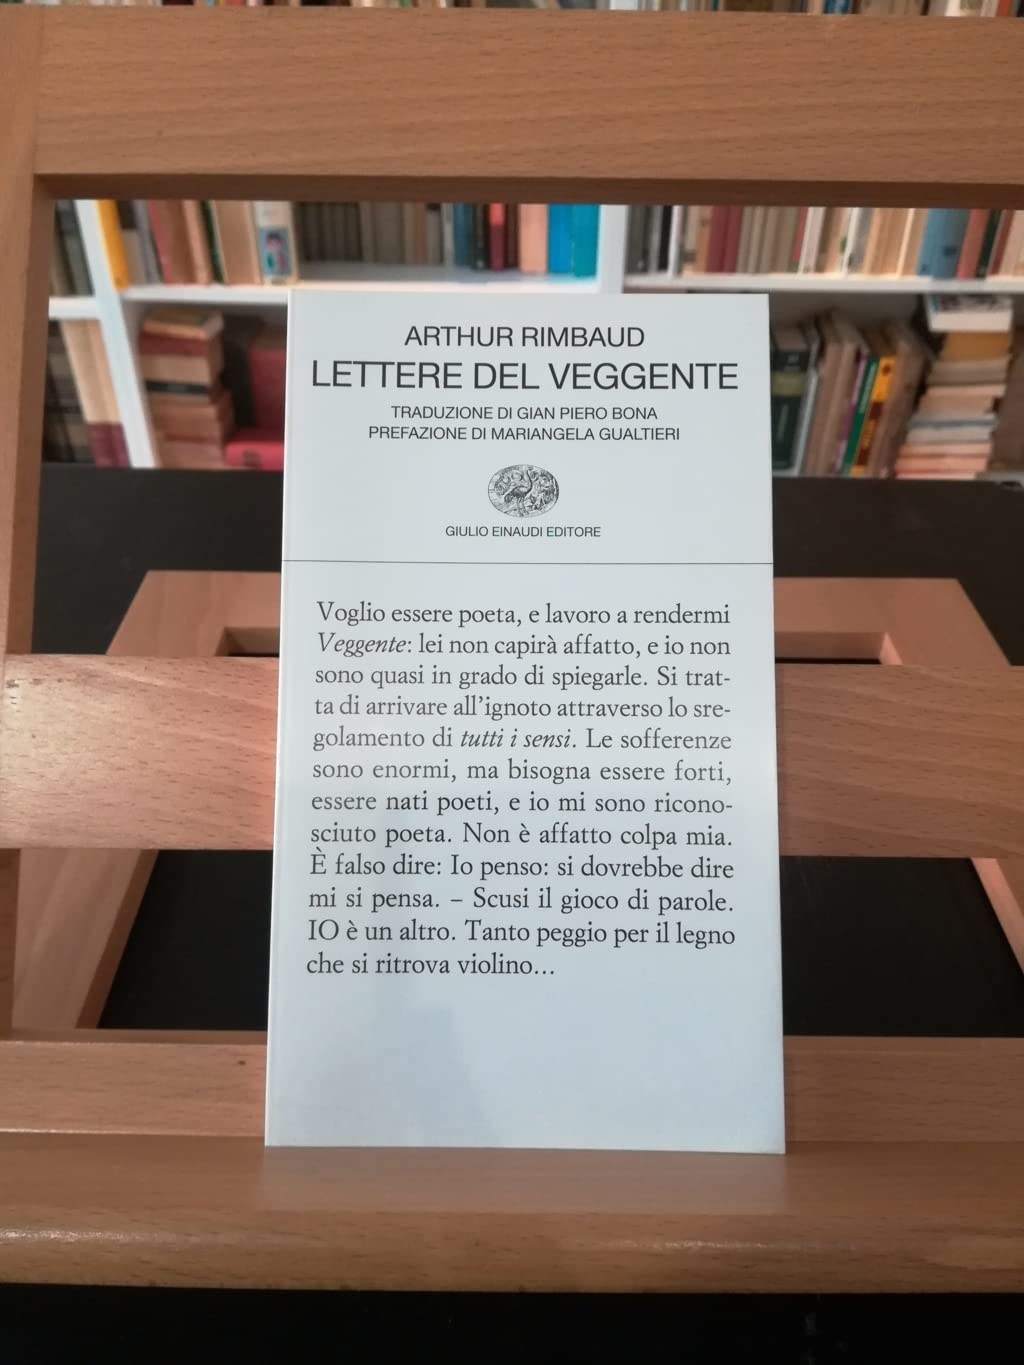 ARTHUR RIMBAUD
LETTERE DEL VEGGENTE
TRADUZIONE DI GIAN PIERO BONA
PREFAZIONE DI MARIANGELA GUALTIERI
GIULIO EINAUDI EDITORE
Voglio essere poeta, e lavoro a rendermi
Veggente: lei non capirà affatto, e io non
sono quasi in grado di spiegarle. Si trat-
ta di arrivare all'ignoto attraverso lo sre-
golamento di tutti i sensi. Le sofferenze
sono enormi, ma bisogna essere forti,
essere nati poeti, e io mi sono ricono-
sciuto poeta. Non è affatto colpa mia.
È falso dire: Io penso: si dovrebbe dire
mi si pensa. – Scusi il gioco di parole.
IO è un altro. Tanto peggio per il legno
che si ritrova violino...